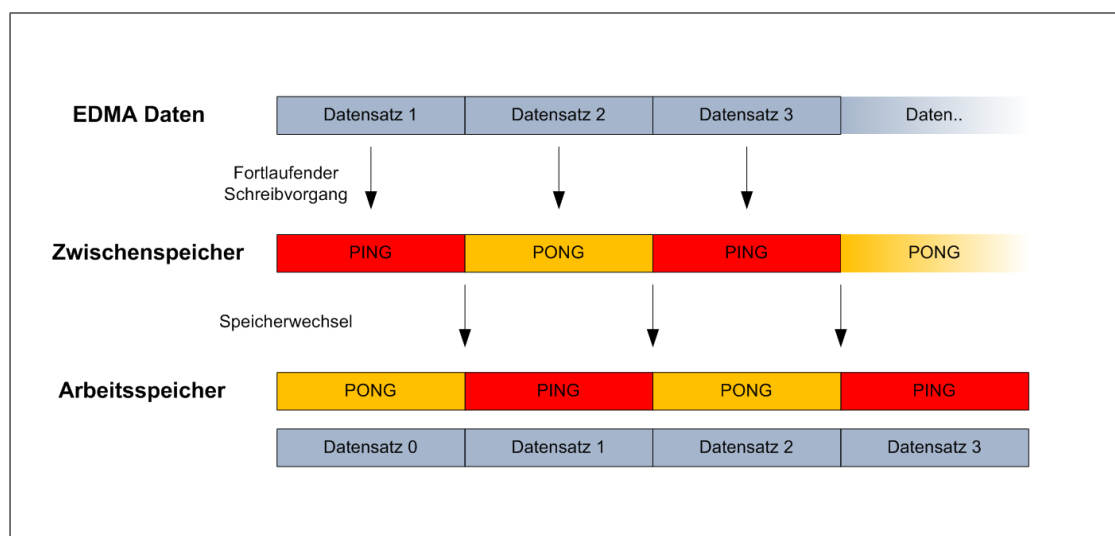 EDMA Daten
Datensatz 1 Datensatz 2 Datensatz 3 Daten..
Fortlaufender
Schreibvorgang
Zwischenspeicher
PING PONG PING PONG
Speicherwechsel
Arbeitsspeicher
PONG PING PONG PING
Datensatz 0 Datensatz 1 Datensatz 2 Datensatz 3